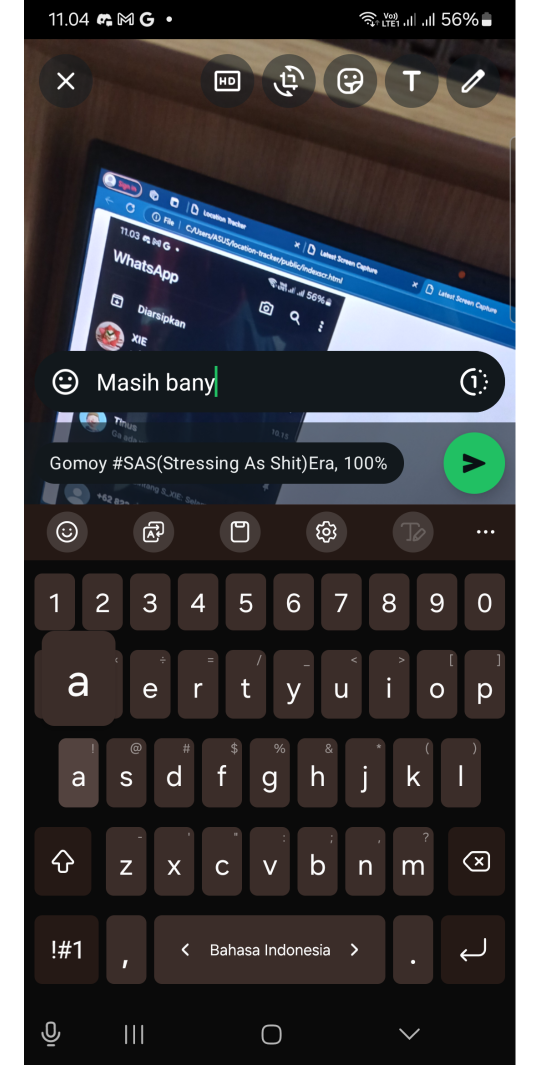 11.04 G 56%
HD T
Sign in
Location Tracker
Latest Screen Capture
Latest Screen Capture
File C:/Users/ASUS/location-tracker/public/indexscr.html
11.03 G
56%
WhatsApp
Diarsipkan
XIE
Masih bany
1
Tinus
Ga ada
10.15
Gomoy #SAS(Stressing As Shit)Era, 100%
+62 822
1 2 3 4 5 6 7 8 9 0
a
÷ = / _ < > [ ]
e r t y u i o p
! @ # $ % & * ( )
a s d f g h j k l
- ' " : ; , ?
z x c v b n m
!#1 , < Bahasa Indonesia > .